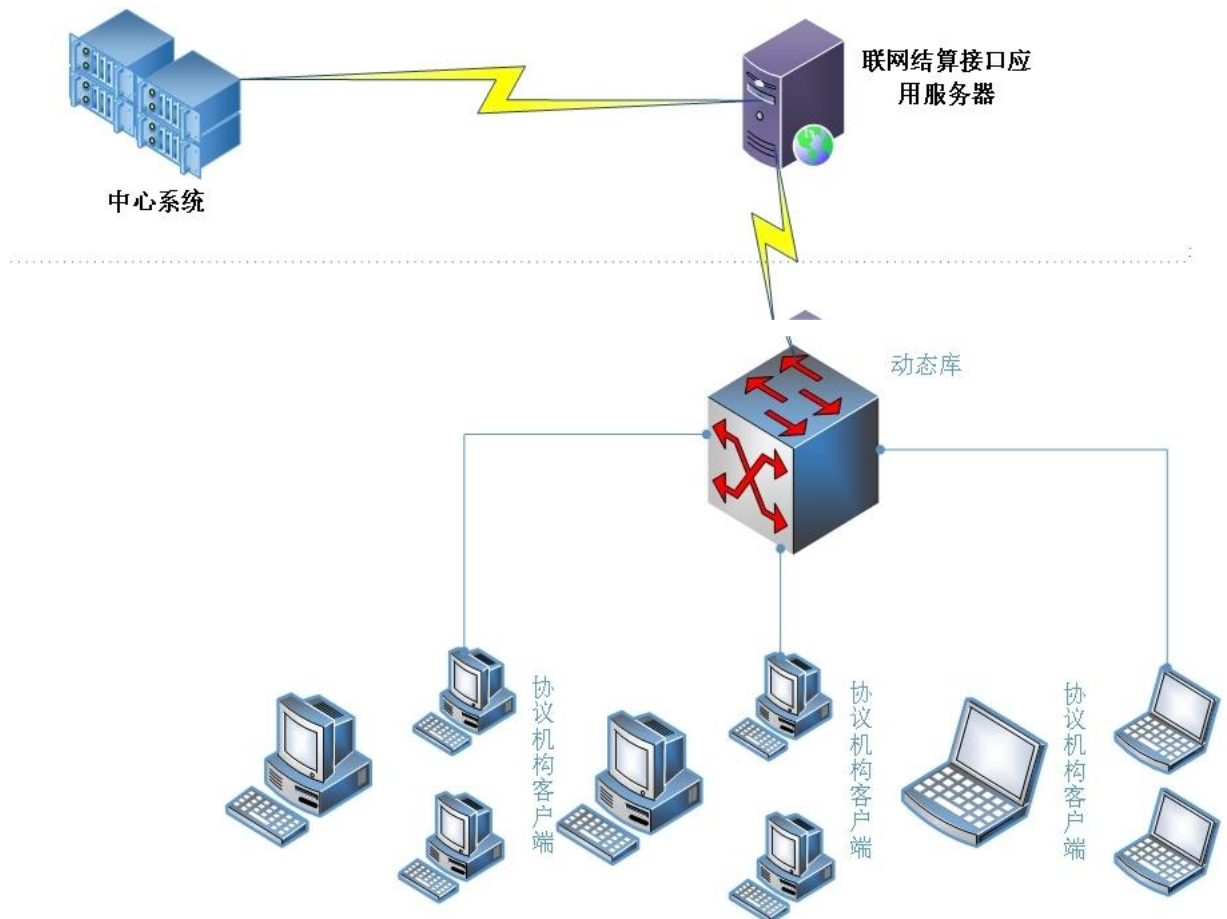 联网结算接口应
用服务器
中心系统
动态库
协议机构客户端
协议机构客户端
协议机构客户端